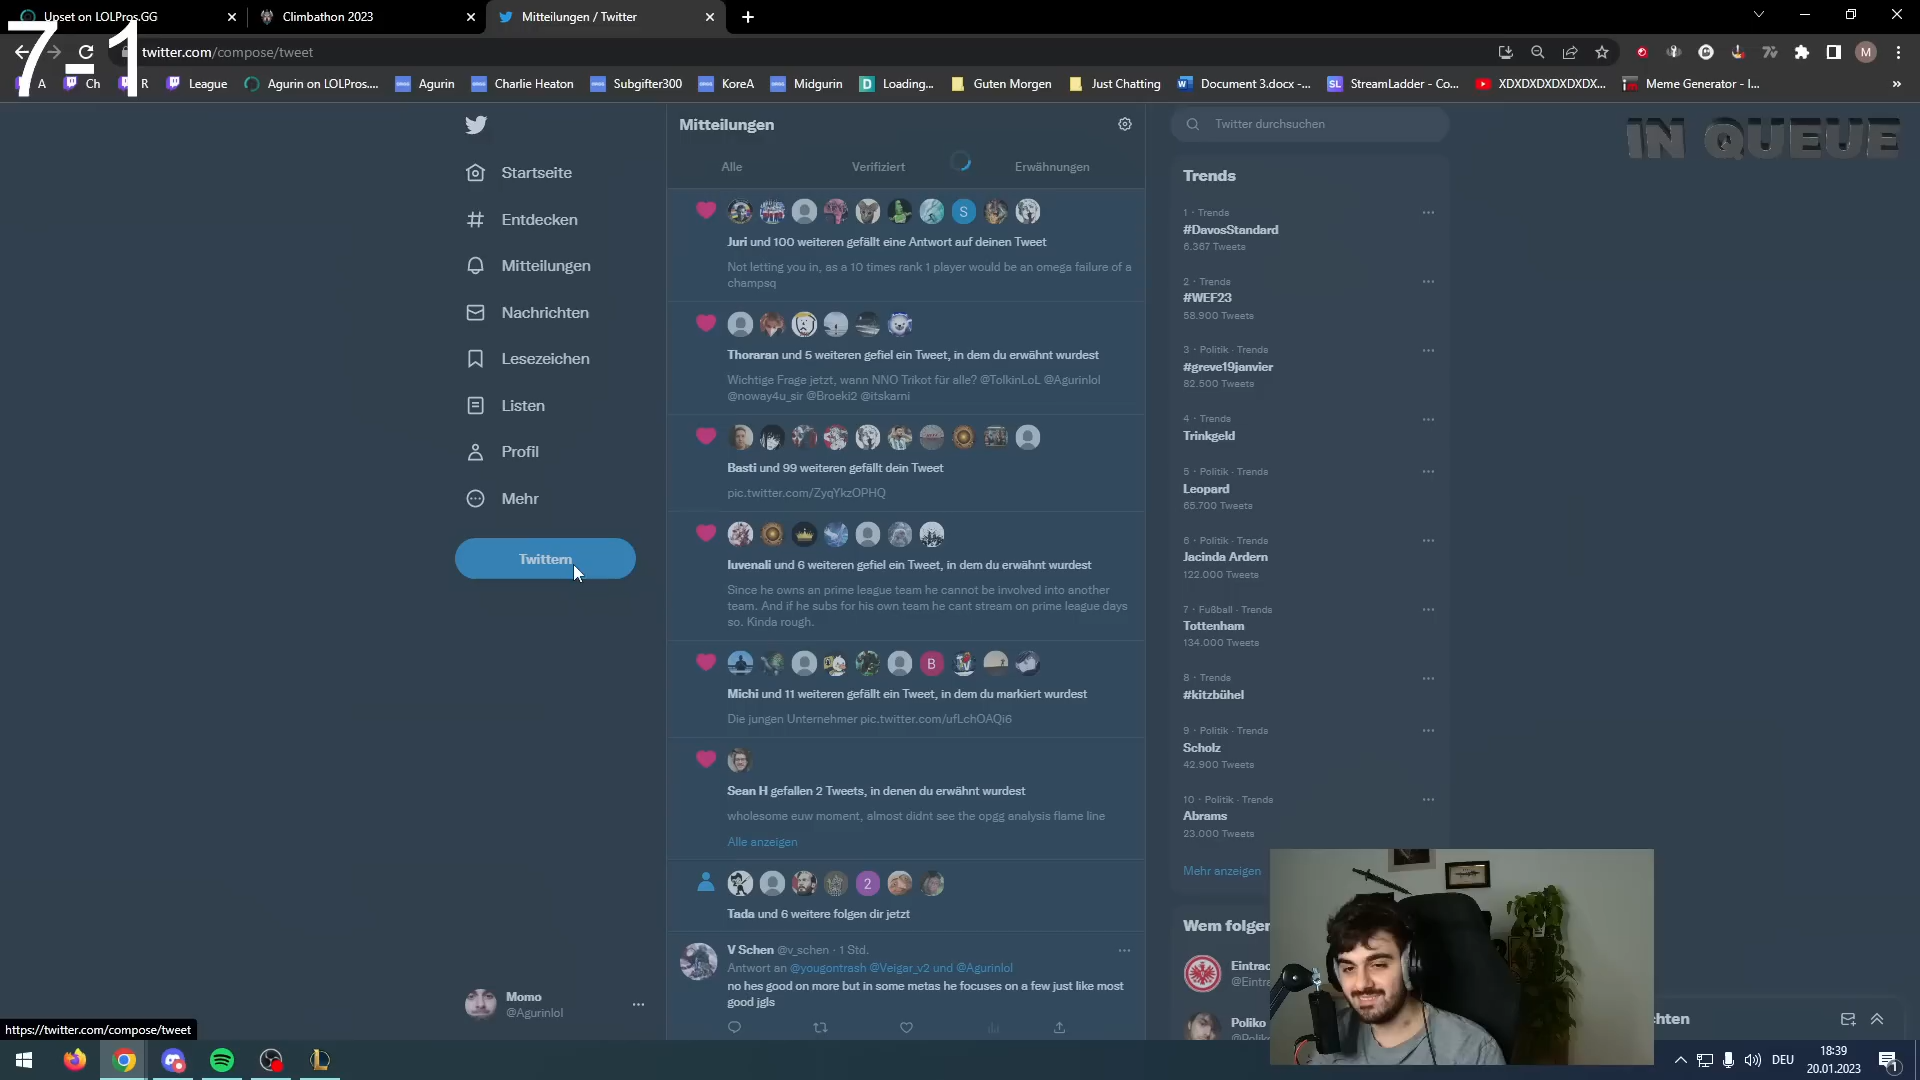 7-1
Upset on LOLPros.GG
Climbathon 2023
Mitteilungen / Twitter
twitter.com/compose/tweet
M
A
Ch
R
League
Agurin on LOLPros....
Agurin
Charlie Heaton
Subgifter300
KoreA
Midgurin
Loading...
Guten Morgen
Just Chatting
Document 3.docx -...
StreamLadder - Co...
XDXDXDXDXDXDX...
Meme Generator - I...
»
IN QUEUE
Startseite
Entdecken
Mitteilungen
Nachrichten
Lesezeichen
Listen
Profil
Mehr
Twittern
Momo
@Agurinlol
https://twitter.com/compose/tweet
Mitteilungen
Alle
Verifiziert
Erwähnungen
S
Juri und 100 weiteren gefällt eine Antwort auf deinen Tweet
Not letting you in, as a 10 times rank 1 player would be an omega failure of a
champsq
Thoraran und 5 weiteren gefiel ein Tweet, in dem du erwähnt wurdest
Wichtige Frage jetzt, wann NNO Trikot für alle? @TolkinLoL @Agurinlol
@noway4u_sir @Broeki2 @itskarni
Basti und 99 weiteren gefällt dein Tweet
pic.twitter.com/ZyqYkzOPHQ
Iuvenali und 6 weiteren gefiel ein Tweet, in dem du erwähnt wurdest
Since he owns an prime league team he cannot be involved into another
team. And if he subs for his own team he cant stream on prime league days
so. Kinda rough.
B
Michi und 11 weiteren gefällt ein Tweet, in dem du markiert wurdest
Die jungen Unternehmer pic.twitter.com/ufLchOAQi6
Sean H gefallen 2 Tweets, in denen du erwähnt wurdest
wholesome euw moment, almost didnt see the opgg analysis flame line
Alle anzeigen
2
Tada und 6 weitere folgen dir jetzt
V Schen @v_schen · 1 Std.
Antwort an @yougontrash @Veigar_v2 und @Agurinlol
no hes good on more but in some metas he focuses on a few just like most
good jgls
Twitter durchsuchen
Trends
1 · Trends
#DavosStandard
6.367 Tweets
2 · Trends
#WEF23
58.900 Tweets
3 · Politik · Trends
#greve19janvier
82.500 Tweets
4 · Trends
Trinkgeld
5 · Politik · Trends
Leopard
65.700 Tweets
6 · Politik · Trends
Jacinda Ardern
122.000 Tweets
7 · Fußball · Trends
Tottenham
134.000 Tweets
8 · Trends
#kitzbühel
9 · Politik · Trends
Scholz
42.900 Tweets
10 · Politik · Trends
Abrams
23.000 Tweets
Mehr anzeigen
Wem folgen
Eintrac
@Eintra
Poliko
@Polik
chten
DEU
18:39
20.01.2023
1